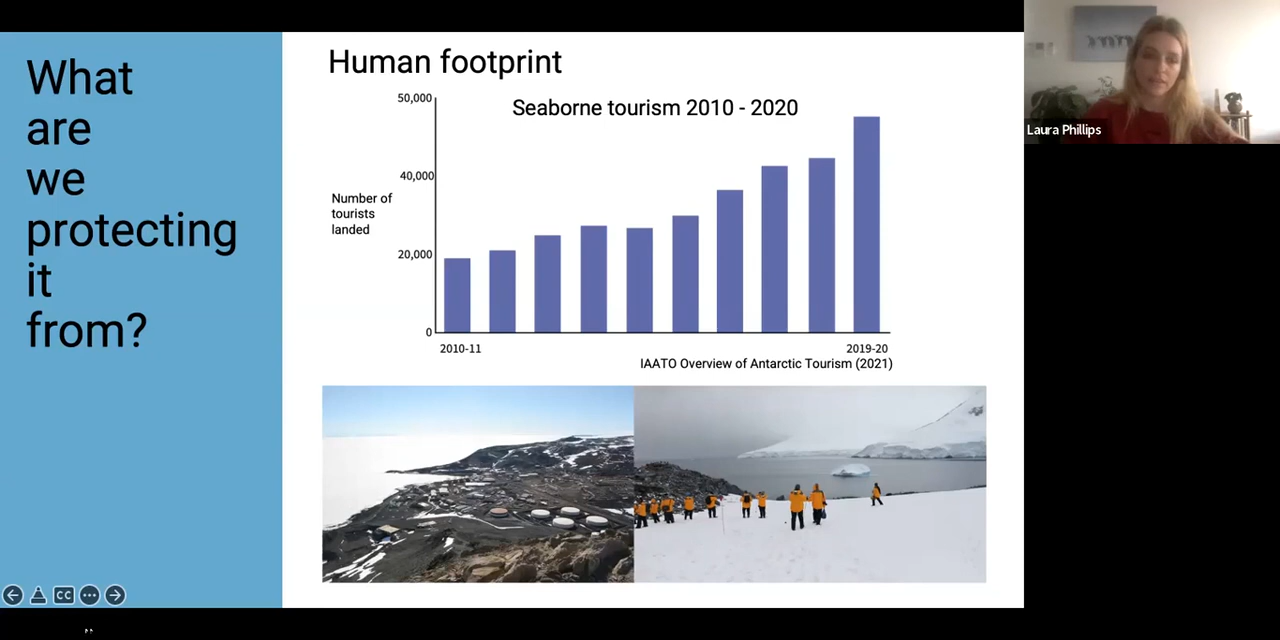 What
are
we
protecting
it
from?
Human footprint
Seaborne tourism 2010 - 2020
50,000
40,000
20,000
0
Number of
tourists
landed
2010-11
2019-20
IAATO Overview of Antarctic Tourism (2021)
Laura Phillips
CC